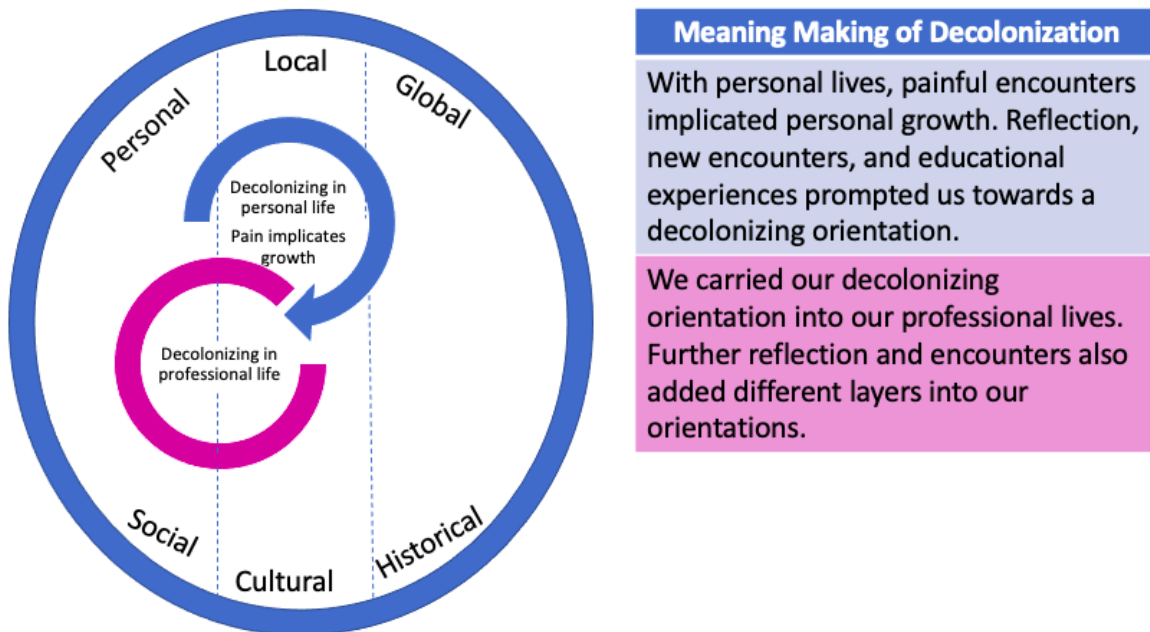 Personal
Local
Global
Decolonizing in
personal life
Pain implicates
growth
Decolonizing in
professional life
Social
Cultural
Historical
Meaning Making of Decolonization
With personal lives, painful encounters
implicated personal growth. Reflection,
new encounters, and educational
experiences prompted us towards a
decolonizing orientation.
We carried our decolonizing
orientation into our professional lives.
Further reflection and encounters also
added different layers into our
orientations.